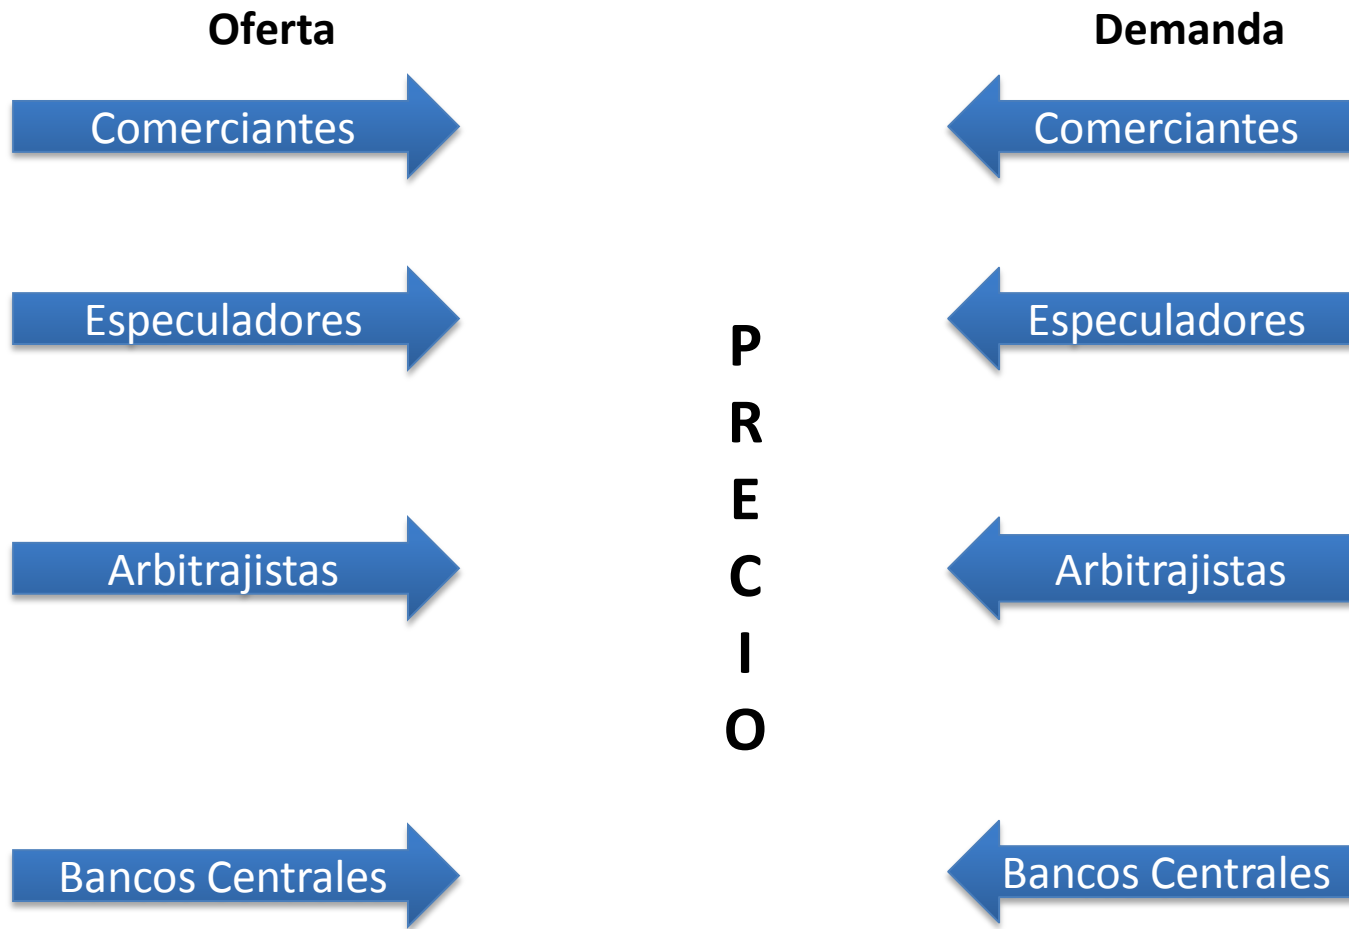 Oferta
Demanda
Comerciantes
Comerciantes
Especuladores
Especuladores
P
R
E
C
I
O
Arbitrajistas
Arbitrajistas
Bancos Centrales
Bancos Centrales